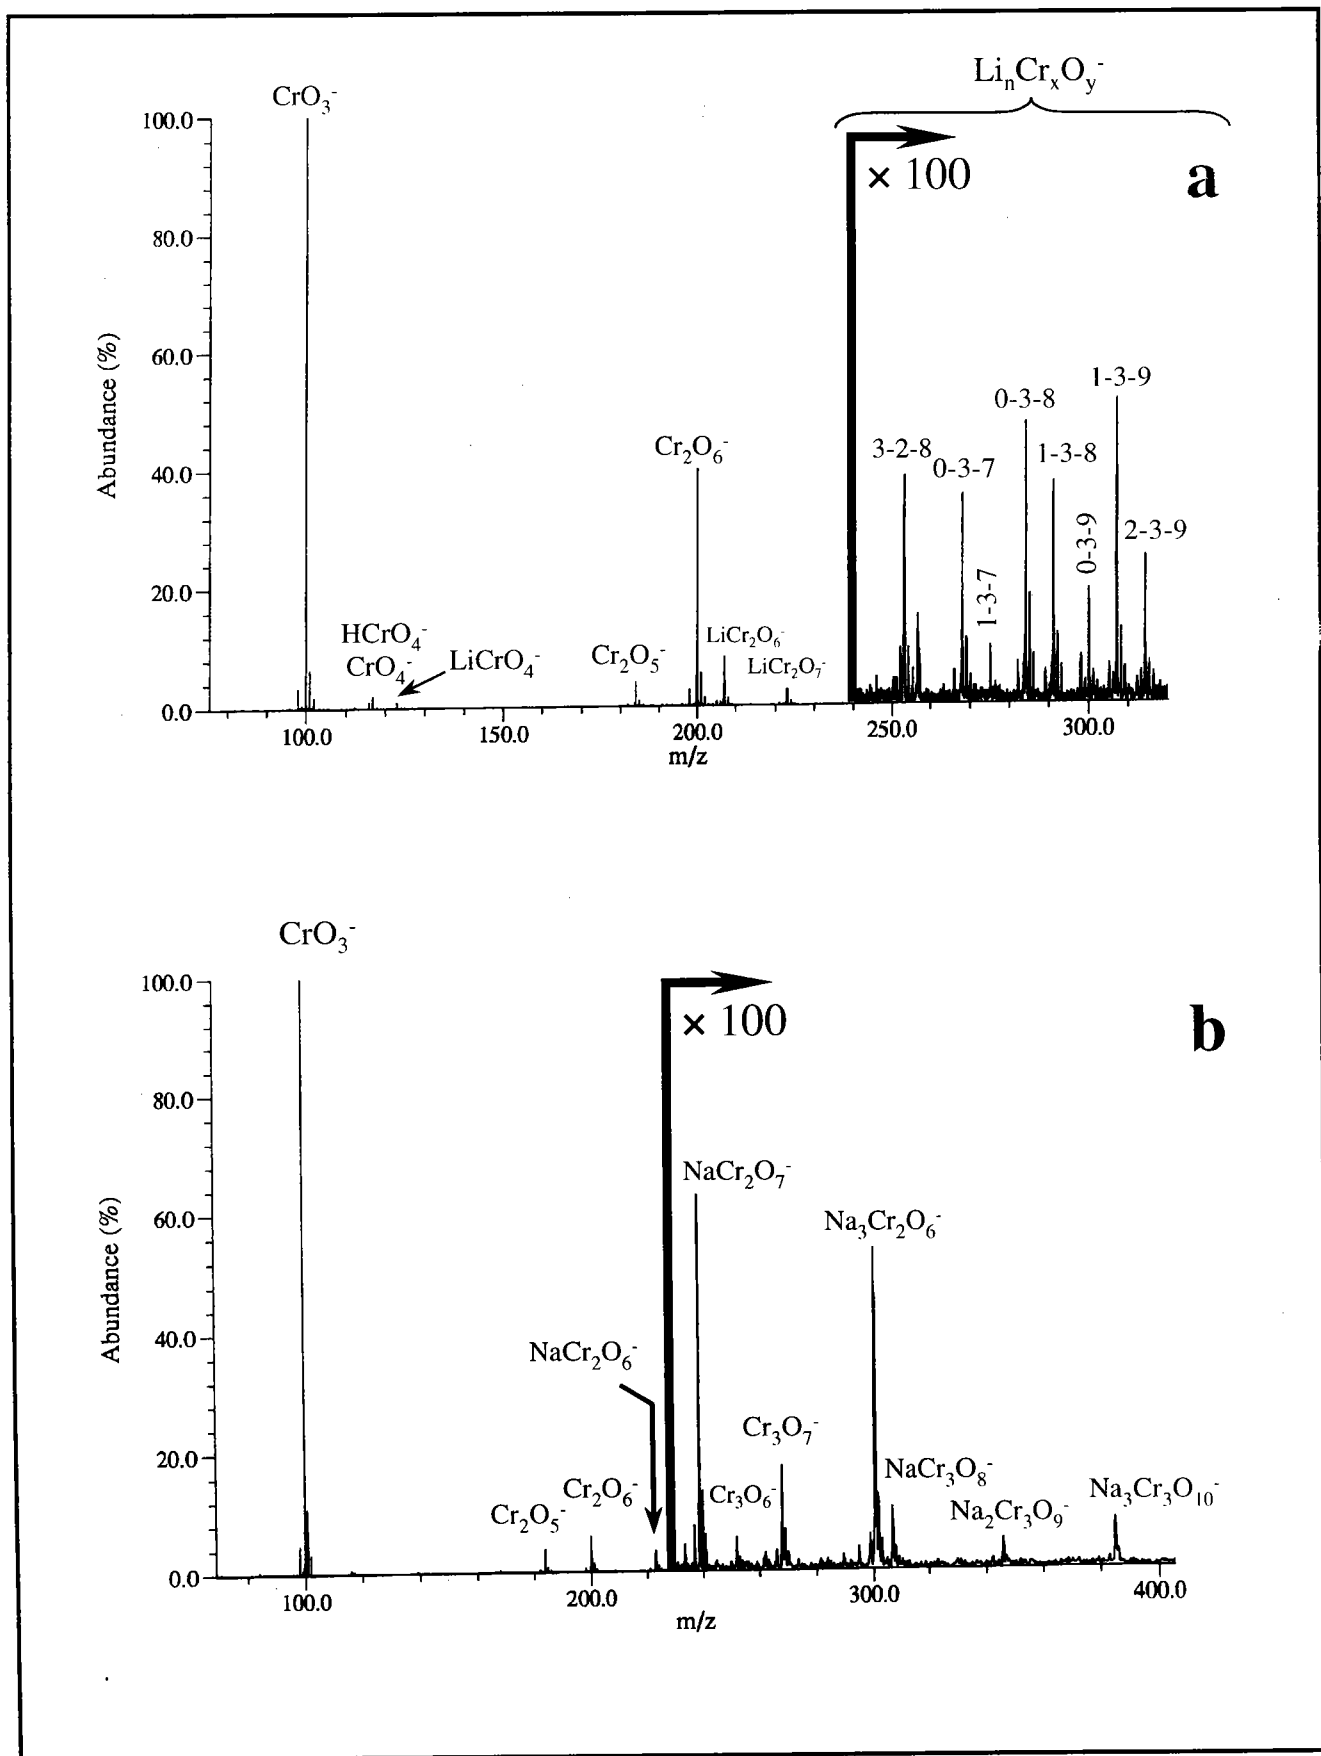 LiₙCrₓOᵧ⁻
CrO₃⁻
100.0
× 100
a
80.0
60.0
Abundance (%)
40.0
20.0
0.0
1-3-9
0-3-8
Cr₂O₆⁻
3-2-8
0-3-7
1-3-8
0-3-9
2-3-9
1-3-7
HCrO₄⁻
CrO₄⁻
LiCrO₄⁻
Cr₂O₅⁻
LiCr₂O₆⁻
LiCr₂O₇⁻
100.0 150.0 200.0 250.0 300.0
m/z
CrO₃⁻
100.0
× 100
b
80.0
NaCr₂O₇⁻
60.0
Na₃Cr₂O₆⁻
Abundance (%)
40.0
NaCr₂O₆⁻
Cr₃O₇⁻
20.0
Cr₂O₅⁻
Cr₂O₆⁻
Cr₃O₆⁻
NaCr₃O₈⁻
Na₂Cr₃O₉⁻
Na₃Cr₃O₁₀⁻
0.0
100.0 200.0 300.0 400.0
m/z